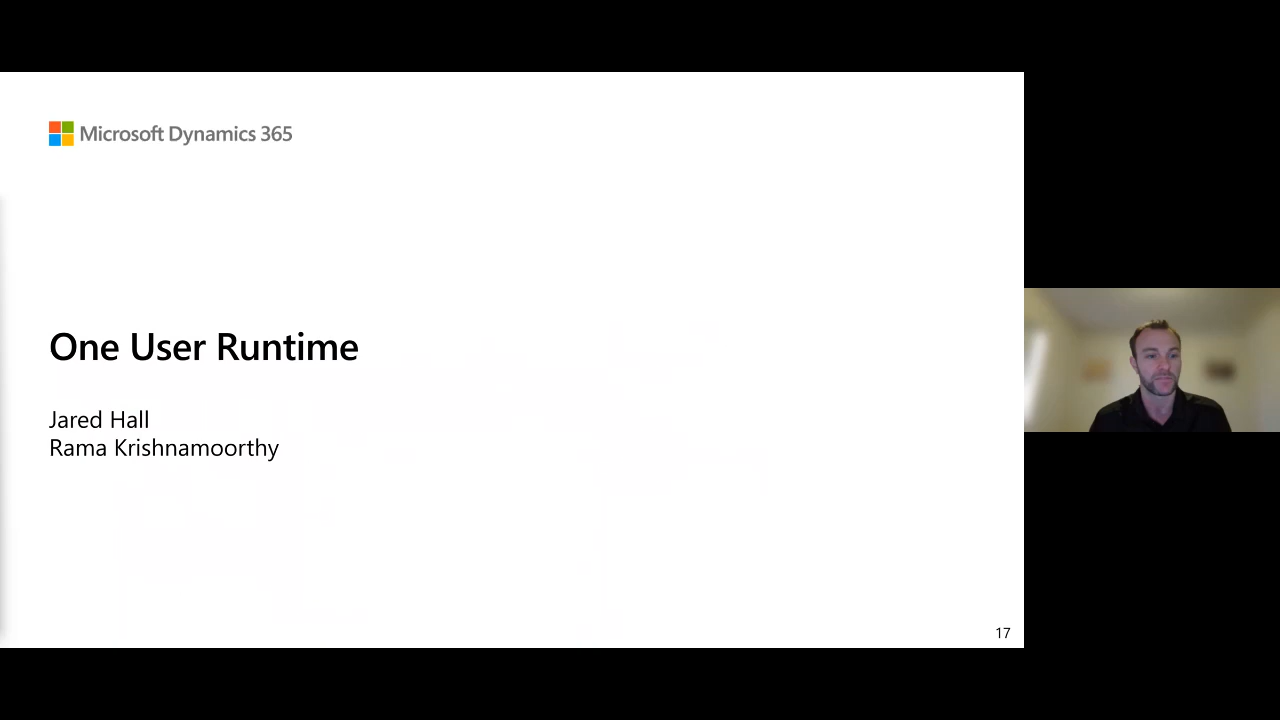 Microsoft Dynamics 365
One User Runtime
Jared Hall
Rama Krishnamoorthy
17